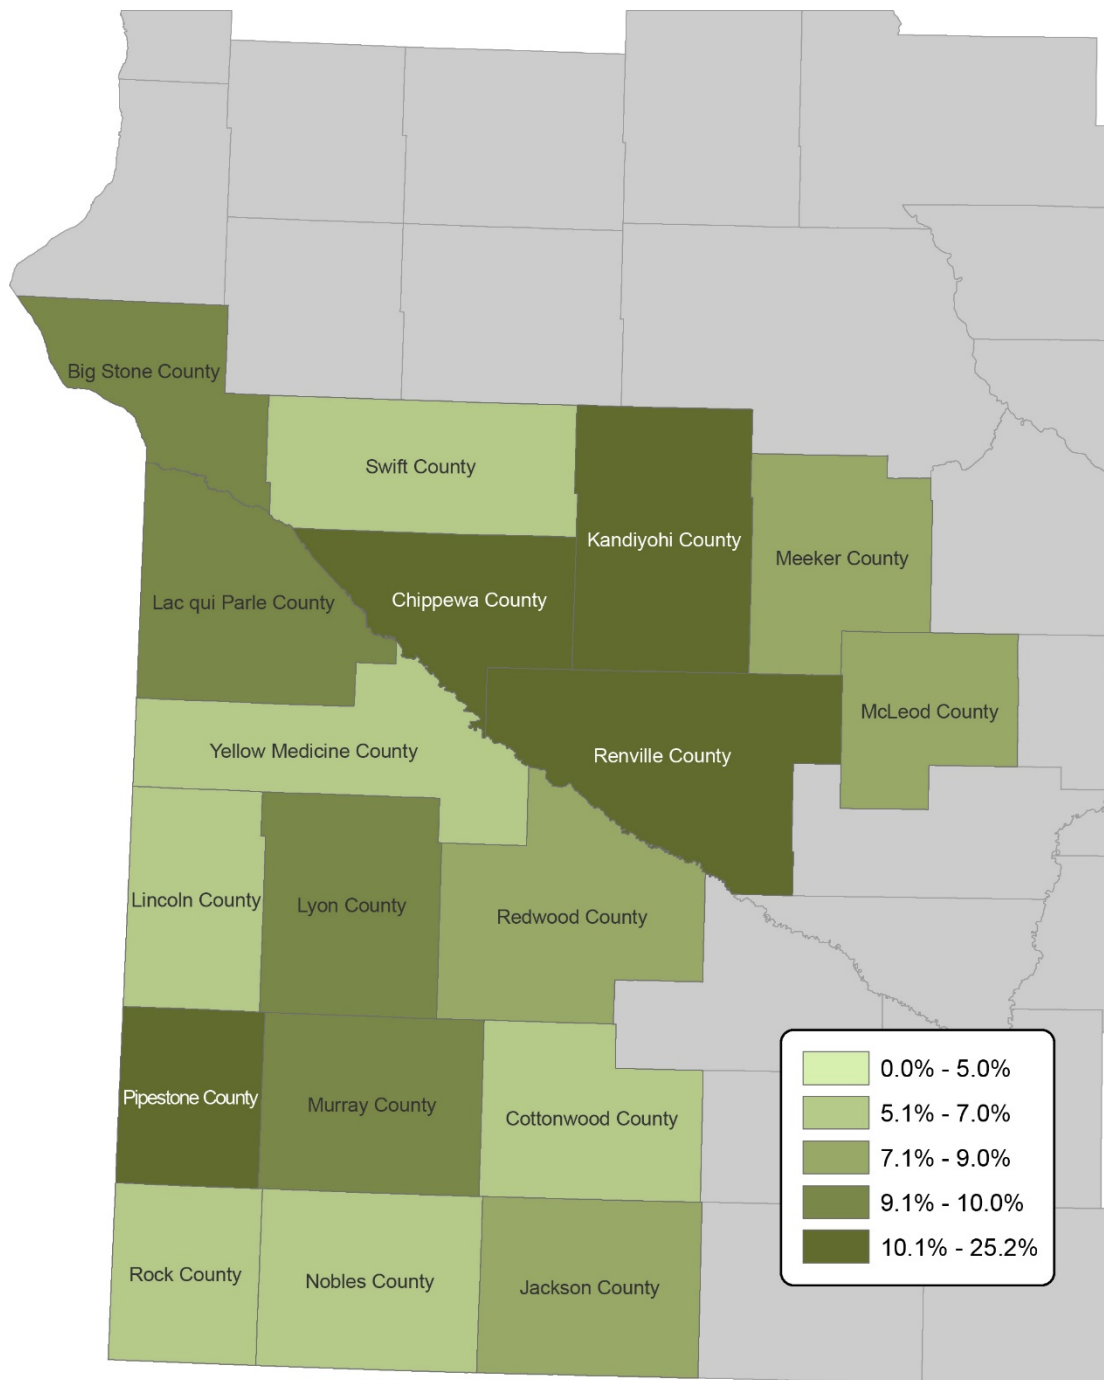 Big Stone County
Swift County
Kandiyohi County
Meeker County
Chippewa County
Lac qui Parle County
McLeod County
Yellow Medicine County
Renville County
Lincoln County
Lyon County
Redwood County
Pipestone County
Murray County
Cottonwood County
Rock County
Nobles County
Jackson County
0.0% - 5.0%
5.1% - 7.0%
7.1% - 9.0%
9.1% - 10.0%
10.1% - 25.2%